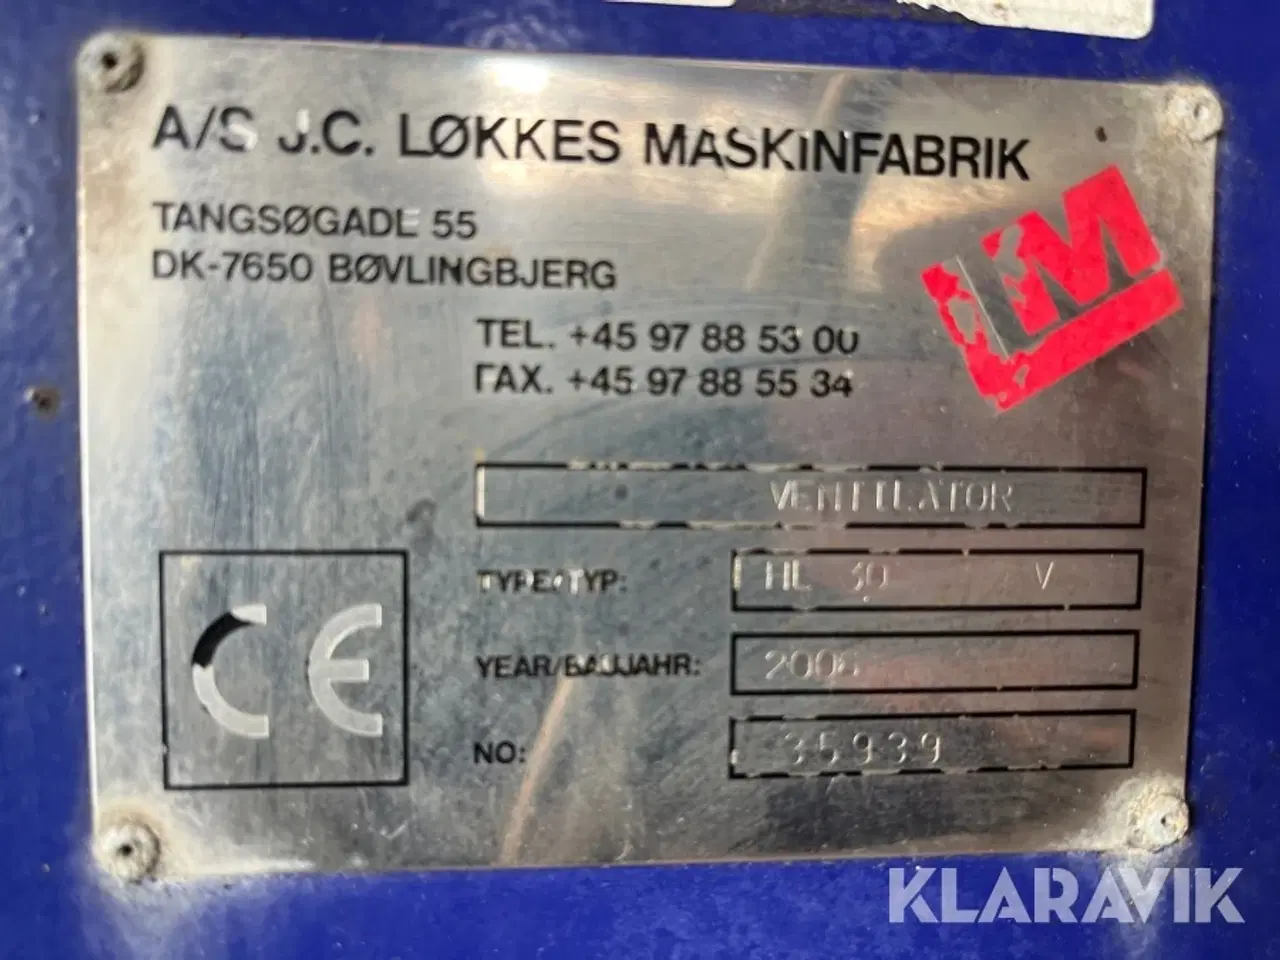 A/S J.C. LØKKES MASKINFABRIK
TANGSØGADE 55
DK-7650 BØVLINGBJERG
TEL. +45 97 88 53 00
FAX. +45 97 88 55 34
LM
VENTILATOR
TYPE/TYP: HL 30 V
YEAR/BAUJAHR:
NO: 35939
CE
KLARAVIK